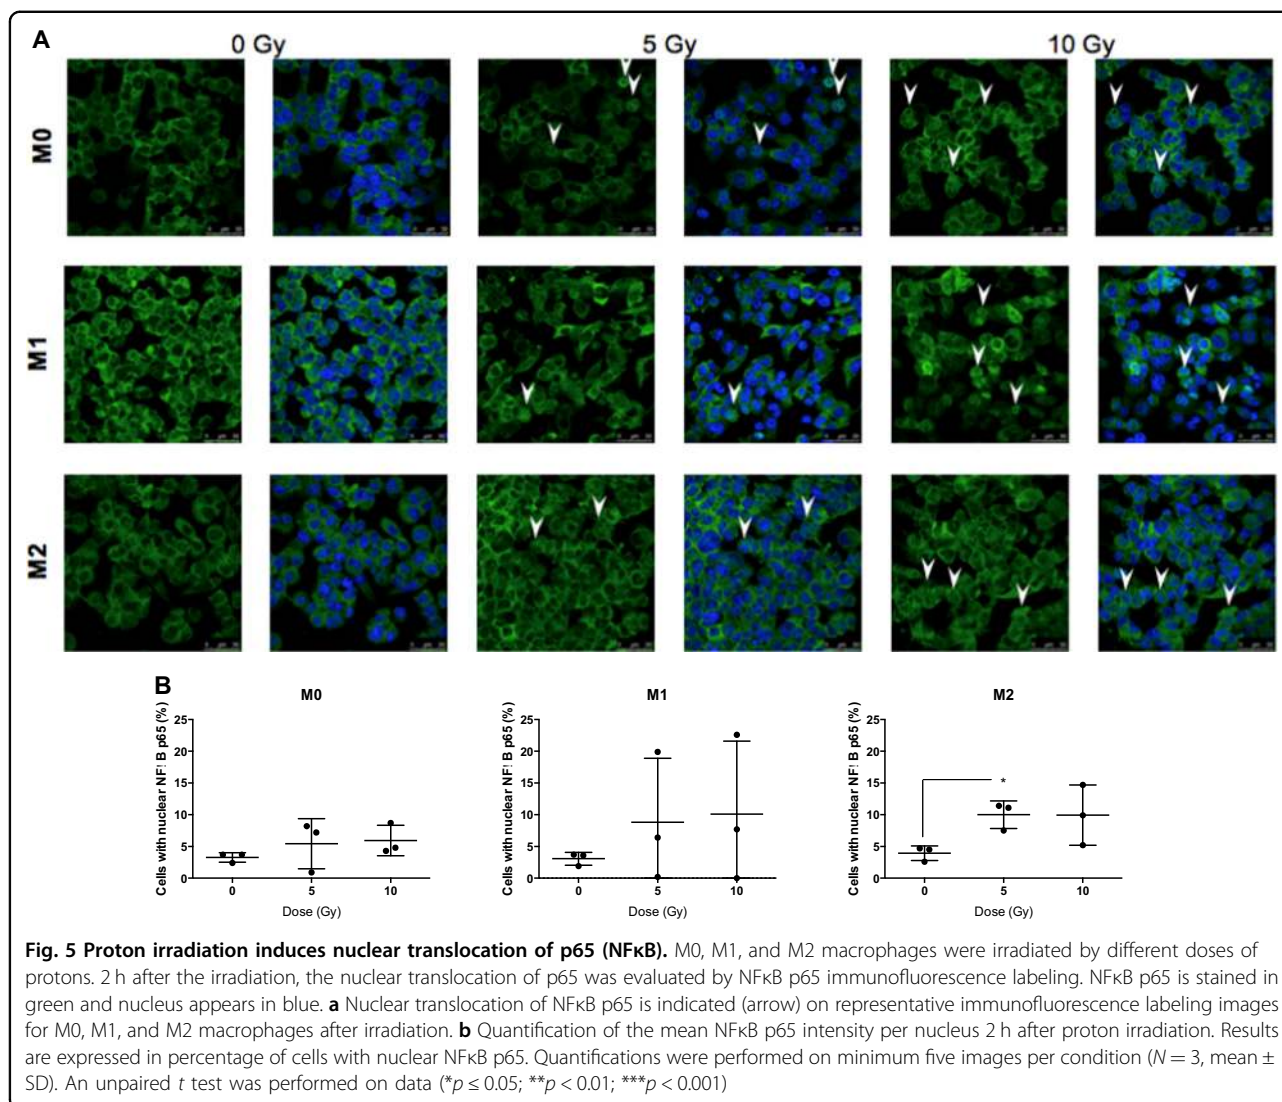 A
0 Gy 5 Gy 10 Gy
M0
M1
M2
B
M0
Cells with nuclear NF! B p65 (%)
25
20
15
10
5
0
0 5 10
Dose (Gy)
M1
Cells with nuclear NF! B p65 (%)
25
20
15
10
5
0
0 5 10
Dose (Gy)
M2
Cells with nuclear NF! B p65 (%)
25
20
15
10
5
0
*
0 5 10
Dose (Gy)
Fig. 5 Proton irradiation induces nuclear translocation of p65 (NFκB). M0, M1, and M2 macrophages were irradiated by different doses of
protons. 2 h after the irradiation, the nuclear translocation of p65 was evaluated by NFκB p65 immunofluorescence labeling. NFκB p65 is stained in
green and nucleus appears in blue. a Nuclear translocation of NFκB p65 is indicated (arrow) on representative immunofluorescence labeling images
for M0, M1, and M2 macrophages after irradiation. b Quantification of the mean NFκB p65 intensity per nucleus 2 h after proton irradiation. Results
are expressed in percentage of cells with nuclear NFκB p65. Quantifications were performed on minimum five images per condition (N = 3, mean ±
SD). An unpaired t test was performed on data (*p ≤ 0.05; **p < 0.01; ***p < 0.001)